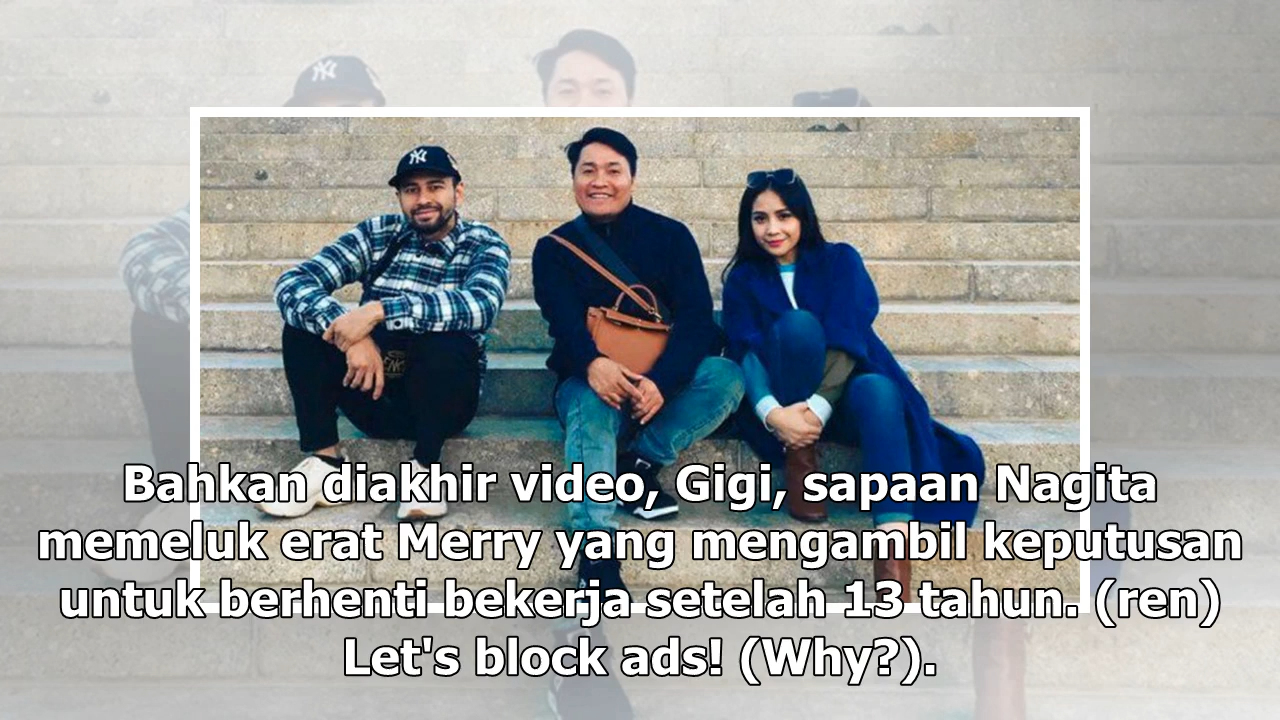 Bahkan diakhir video, Gigi, sapaan Nagita
memeluk erat Merry yang mengambil keputusan
untuk berhenti bekerja setelah 13 tahun. (ren)
Let's block ads! (Why?).